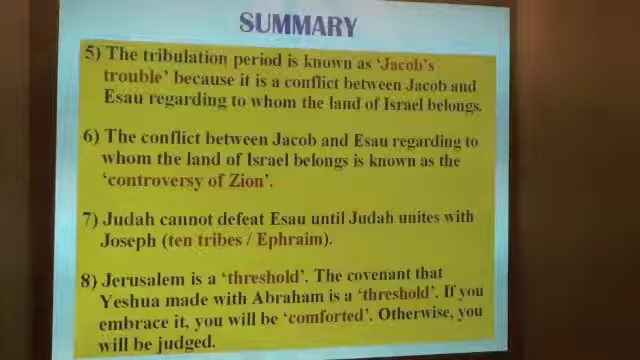 SUMMARY
5) The tribulation period is known as 'Jacob's
trouble' because it is a conflict between Jacob and
Esau regarding to whom the land of Israel belongs.
6) The conflict between Jacob and Esau regarding to
whom the land of Israel belongs is known as the
'controversy of Zion'.
7) Judah cannot defeat Esau until Judah unites with
Joseph (ten tribes / Ephraim).
8) Jerusalem is a 'threshold'. The covenant that
Yeshua made with Abraham is a 'threshold'. If you
embrace it, you will be 'comforted'. Otherwise, you
will be judged.